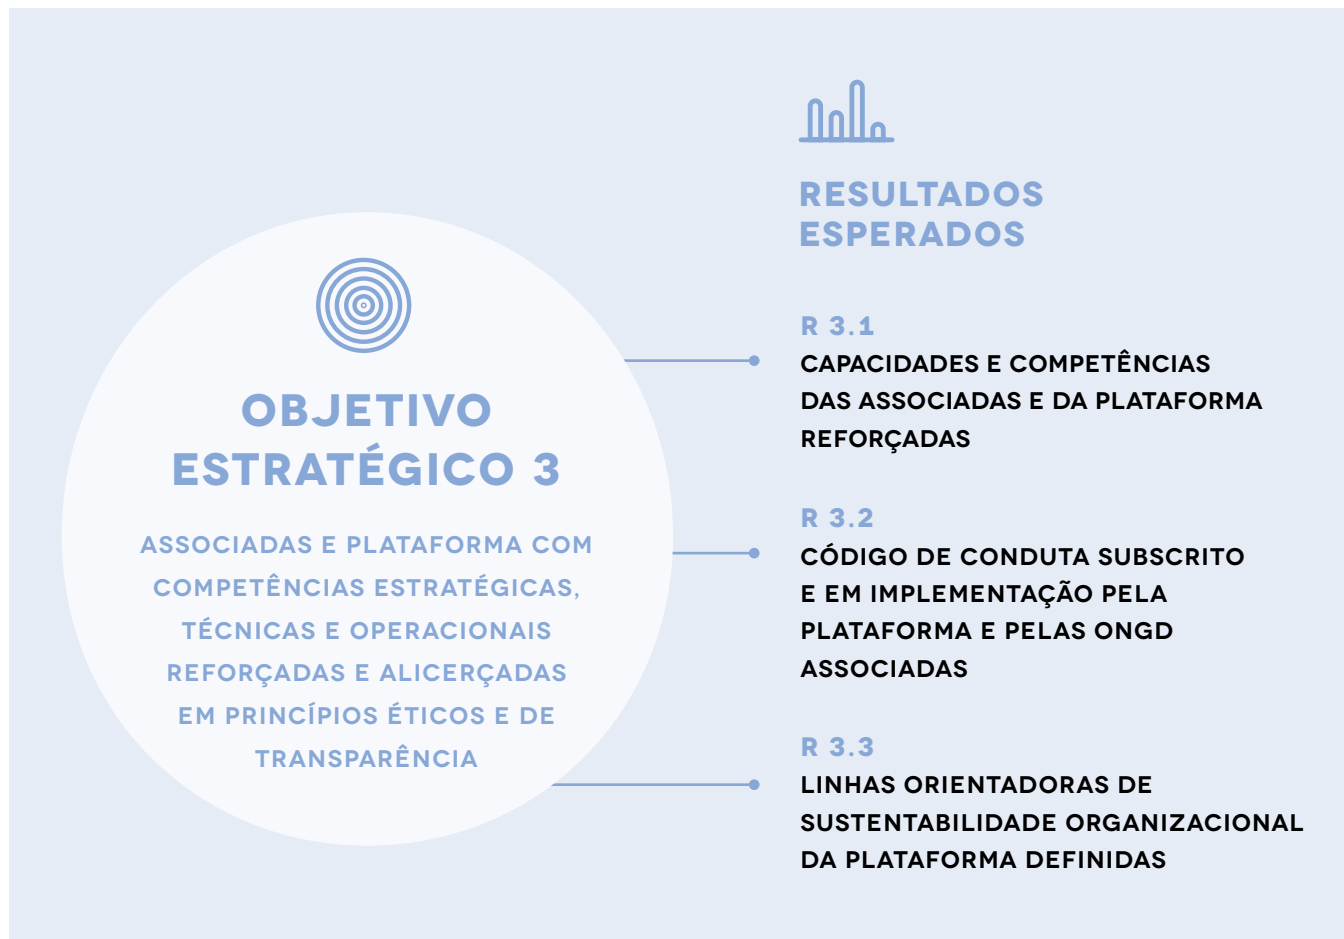 OBJETIVO
ESTRATÉGICO 3
ASSOCIADAS E PLATAFORMA COM
COMPETÊNCIAS ESTRATÉGICAS,
TÉCNICAS E OPERACIONAIS
REFORÇADAS E ALICERÇADAS
EM PRINCÍPIOS ÉTICOS E DE
TRANSPARÊNCIA
RESULTADOS
ESPERADOS
R 3.1
CAPACIDADES E COMPETÊNCIAS
DAS ASSOCIADAS E DA PLATAFORMA
REFORÇADAS
R 3.2
CÓDIGO DE CONDUTA SUBSCRITO
E EM IMPLEMENTAÇÃO PELA
PLATAFORMA E PELAS ONGD
ASSOCIADAS
R 3.3
LINHAS ORIENTADORAS DE
SUSTENTABILIDADE ORGANIZACIONAL
DA PLATAFORMA DEFINIDAS